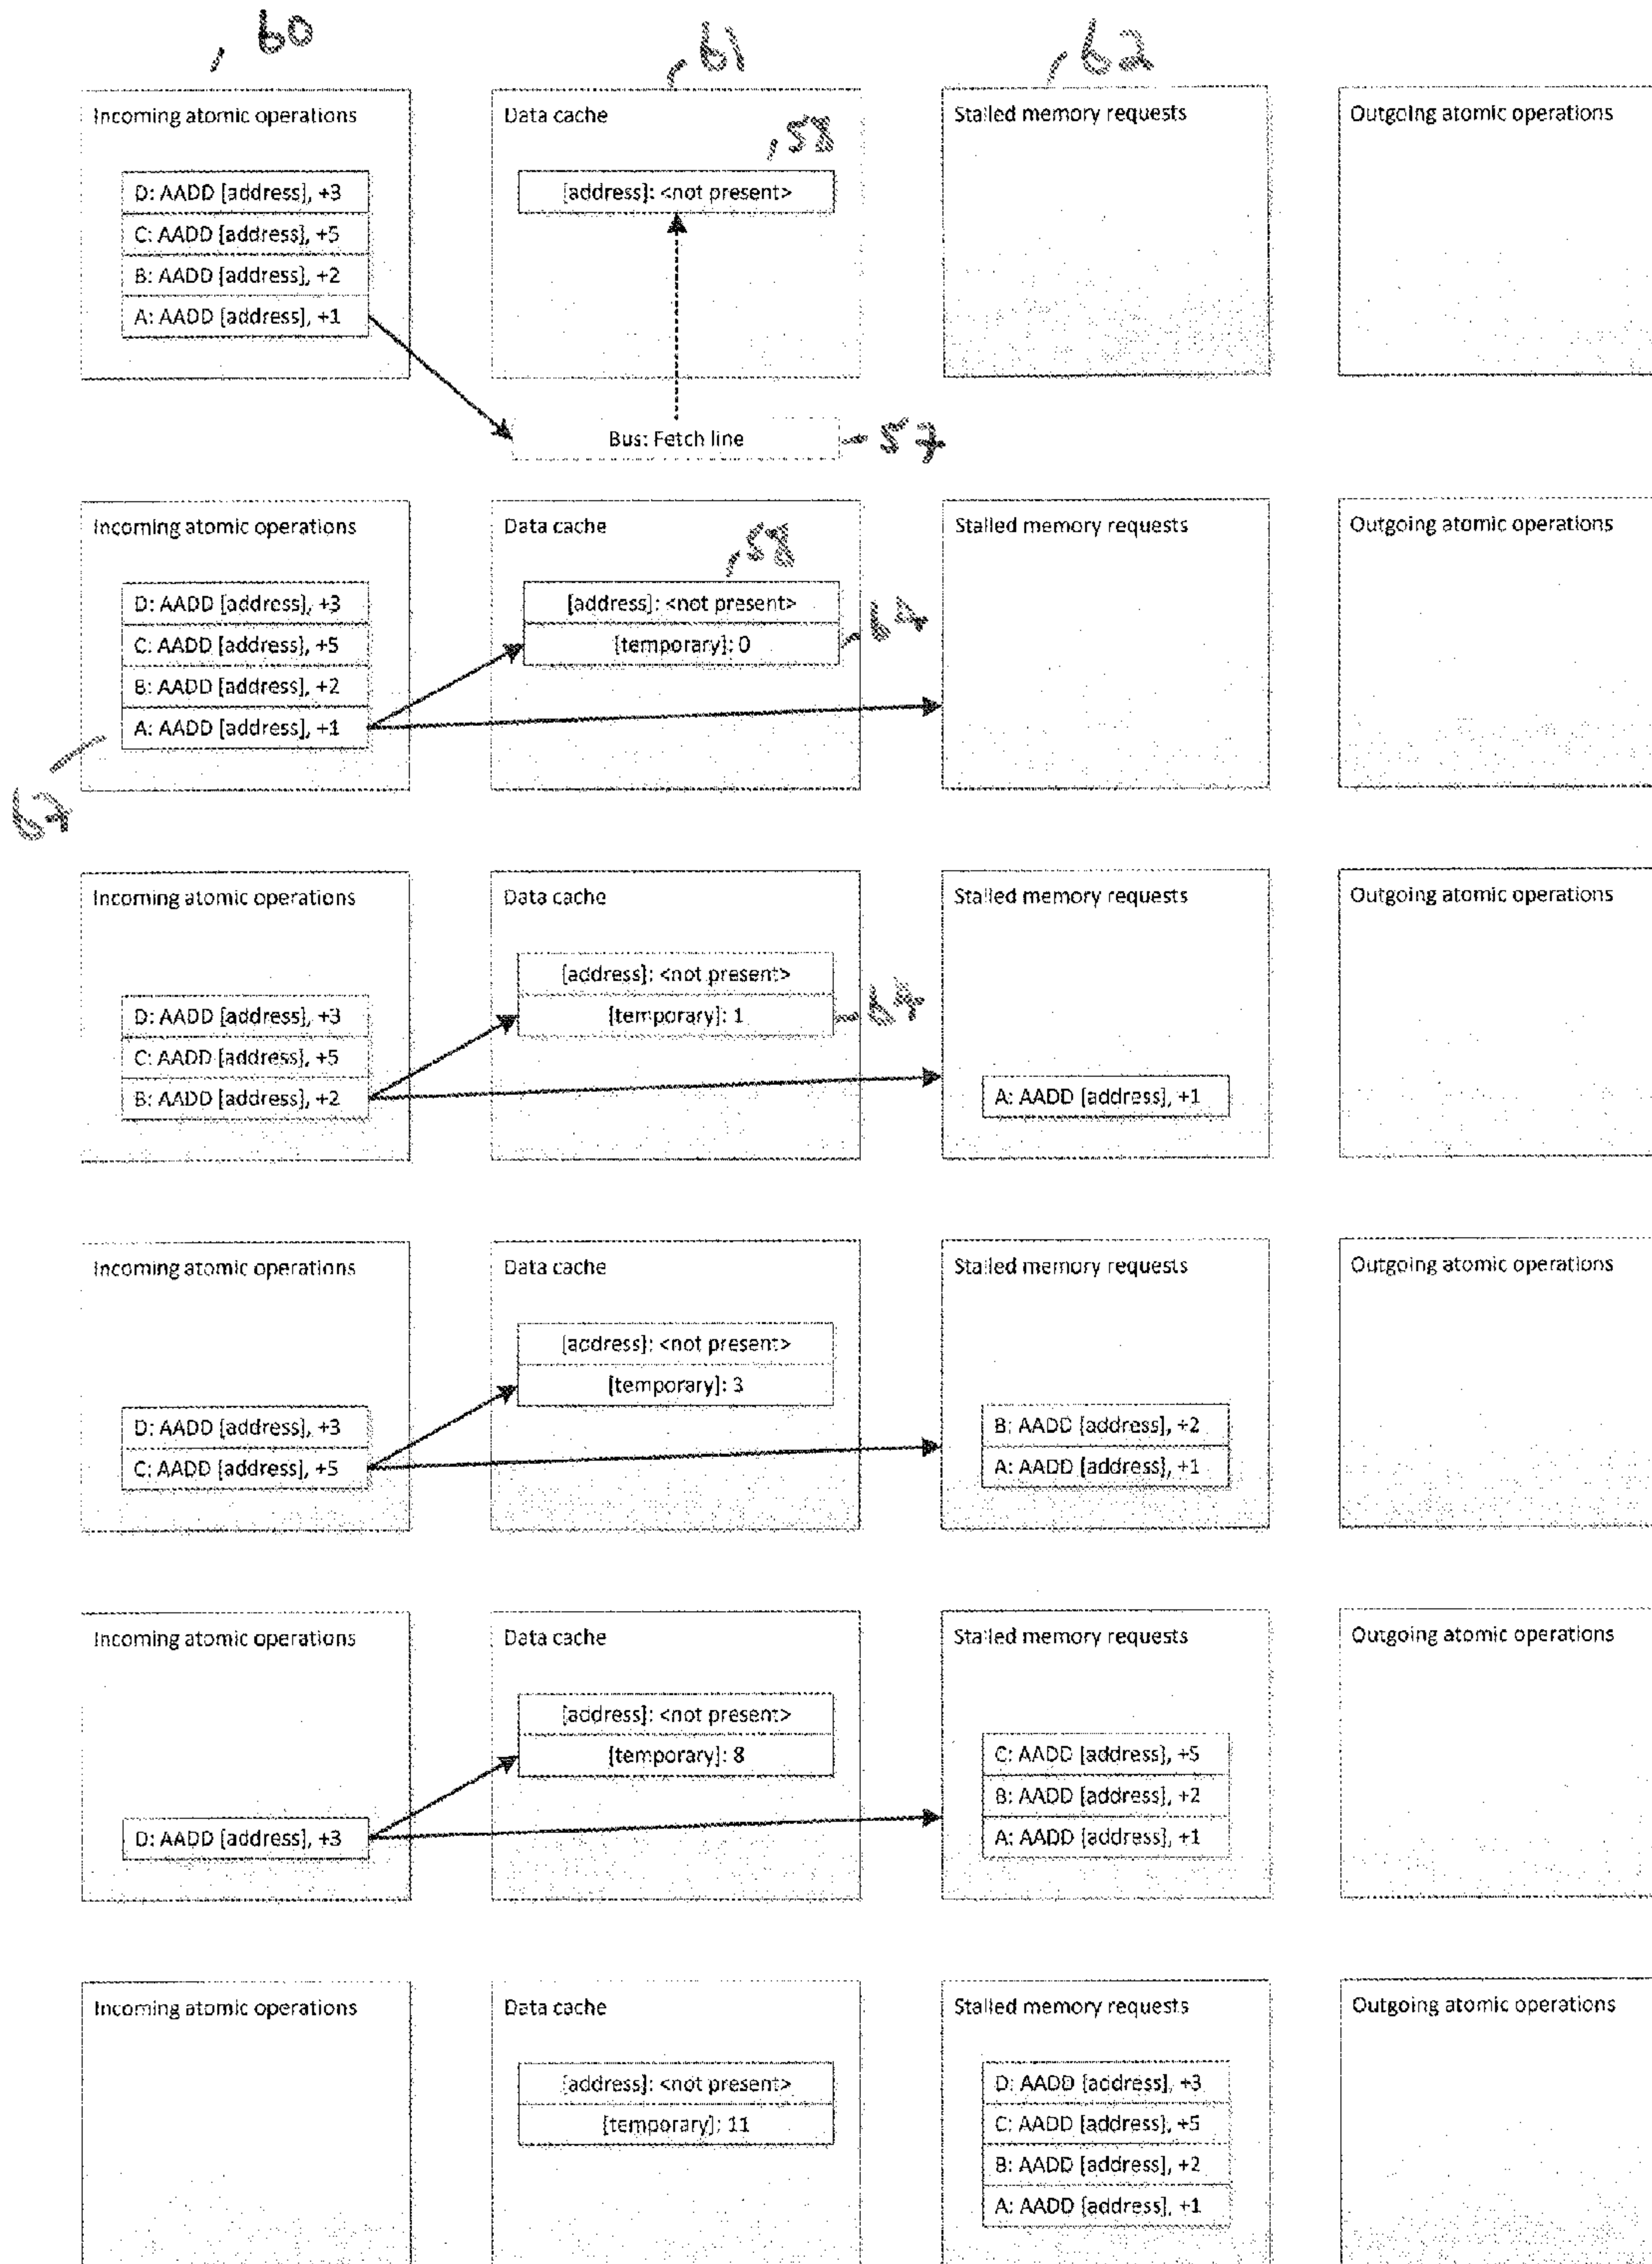 60
61
62
Incoming atomic operations
D: AADD [address], +3
C: AADD [address], +5
B: AADD [address], +2
A: AADD [address], +1
Data cache
58
[address]: <not present>
Stalled memory requests
Outgoing atomic operations
Bus: Fetch line
57
Incoming atomic operations
D: AADD [address], +3
C: AADD [address], +5
B: AADD [address], +2
A: AADD [address], +1
67
Data cache
58
[address]: <not present>
[temporary]: 0
64
Stalled memory requests
Outgoing atomic operations
Incoming atomic operations
D: AADD [address], +3
C: AADD [address], +5
B: AADD [address], +2
Data cache
[address]: <not present>
[temporary]: 1
64
Stalled memory requests
A: AADD [address], +1
Outgoing atomic operations
Incoming atomic operations
D: AADD [address], +3
C: AADD [address], +5
Data cache
[address]: <not present>
[temporary]: 3
Stalled memory requests
B: AADD [address], +2
A: AADD [address], +1
Outgoing atomic operations
Incoming atomic operations
D: AADD [address], +3
Data cache
[address]: <not present>
[temporary]: 8
Stalled memory requests
C: AADD [address], +5
B: AADD [address], +2
A: AADD [address], +1
Outgoing atomic operations
Incoming atomic operations
Data cache
[address]: <not present>
[temporary]: 11
Stalled memory requests
D: AADD [address], +3
C: AADD [address], +5
B: AADD [address], +2
A: AADD [address], +1
Outgoing atomic operations